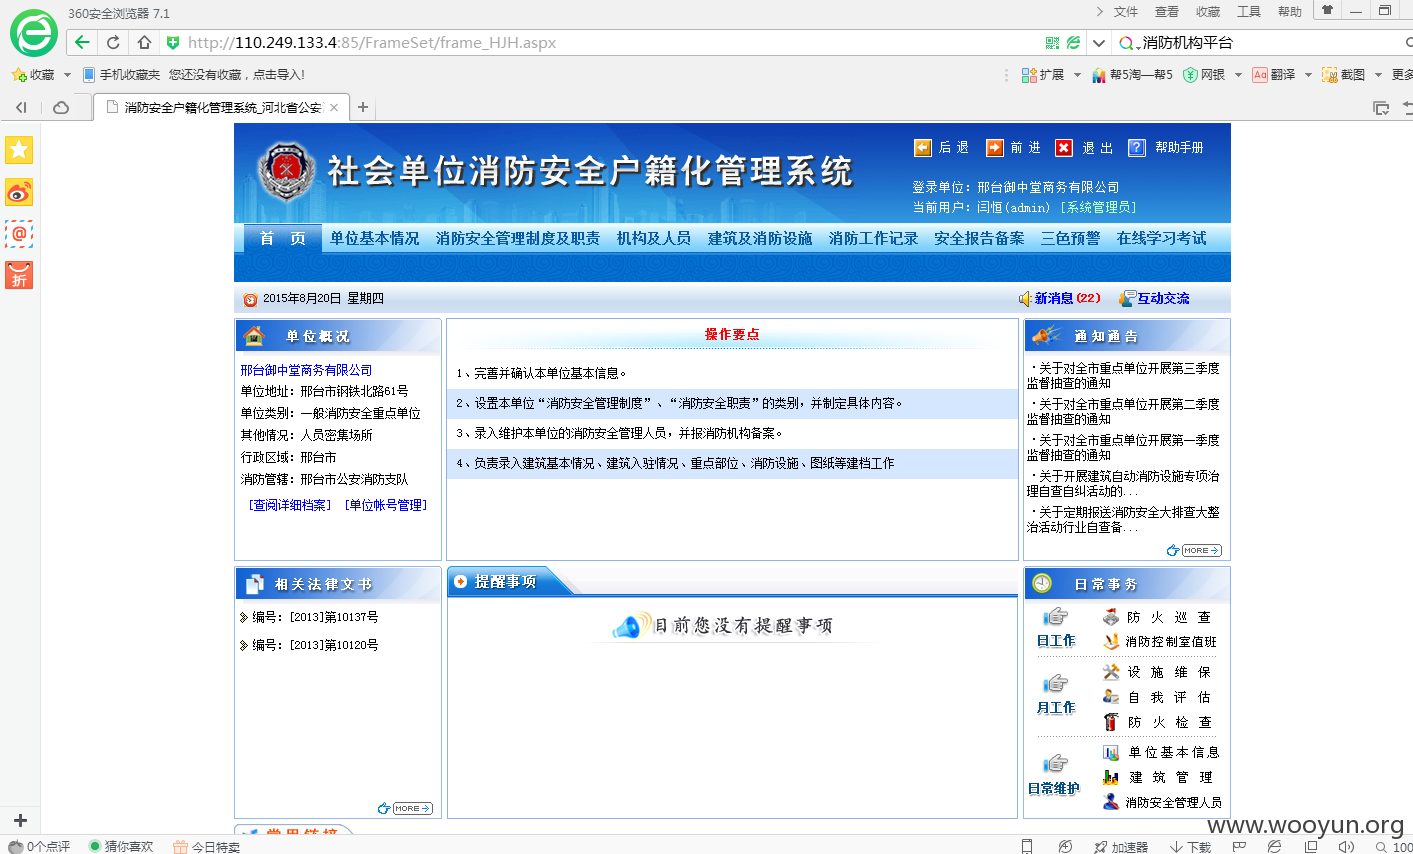 360安全浏览器 7.1
文件 查看 收藏 工具 帮助
http://110.249.133.4:85/FrameSet/frame_HJH.aspx
消防机构平台
收藏 手机收藏夹 您还没有收藏，点击导入!
扩展 帮5淘—帮5 网银 翻译 截图 更多
消防安全户籍化管理系统_河北省公安
社会单位消防安全户籍化管理系统
后退 前进 退出 帮助手册
登录单位：邢台御中堂商务有限公司
当前用户：闫恒(admin) [系统管理员]
首 页 单位基本情况 消防安全管理制度及职责 机构及人员 建筑及消防设施 消防工作记录 安全报告备案 三色预警 在线学习考试
2015年8月20日 星期四
新消息(22) 互动交流
单位概况
邢台御中堂商务有限公司
单位地址：邢台市钢铁北路61号
单位类别：一般消防安全重点单位
其他情况：人员密集场所
行政区域：邢台市
消防管辖：邢台市公安消防支队
[查阅详细档案] [单位帐号管理]
操作要点
1、完善并确认本单位基本信息。
2、设置本单位“消防安全管理制度”、“消防安全职责”的类别，并制定具体内容。
3、录入维护本单位的消防安全管理人员，并报消防机构备案。
4、负责录入建筑基本情况、建筑入驻情况、重点部位、消防设施、图纸等建档工作
通知通告
·关于对全市重点单位开展第三季度
监督抽查的通知
·关于对全市重点单位开展第二季度
监督抽查的通知
·关于对全市重点单位开展第一季度
监督抽查的通知
·关于开展建筑自动消防设施专项治
理自查自纠活动的...
·关于定期报送消防安全大排查大整
治活动行业自查备...
MORE
相关法律文书
编号：[2013]第10137号
编号：[2013]第10120号
MORE
提醒事项
目前您没有提醒事项
日常事务
日工作
防火巡查
消防控制室值班
月工作
设施维保
自我评估
防火检查
日常维护
单位基本信息
建筑管理
消防安全管理人员
常用链接
www.wooyun.org
0个点评 猜你喜欢 今日特卖
加速器 下载 100